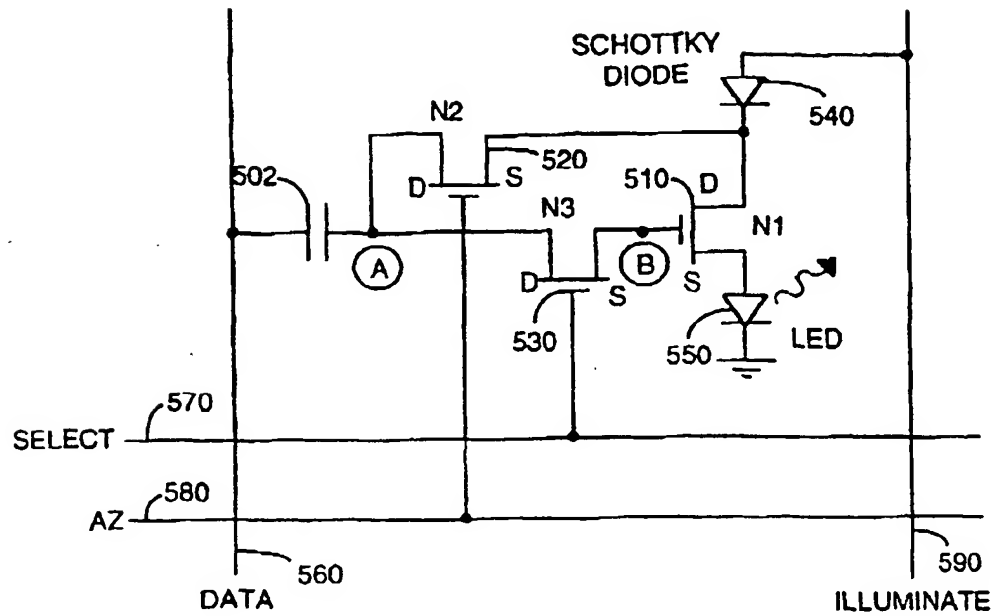 SCHOTTKY
DIODE
540
N2
502
520
D
S
510
D
N3
N1
A
B
D
S
S
530
550
LED
570
SELECT
580
AZ
560
590
DATA
ILLUMINATE